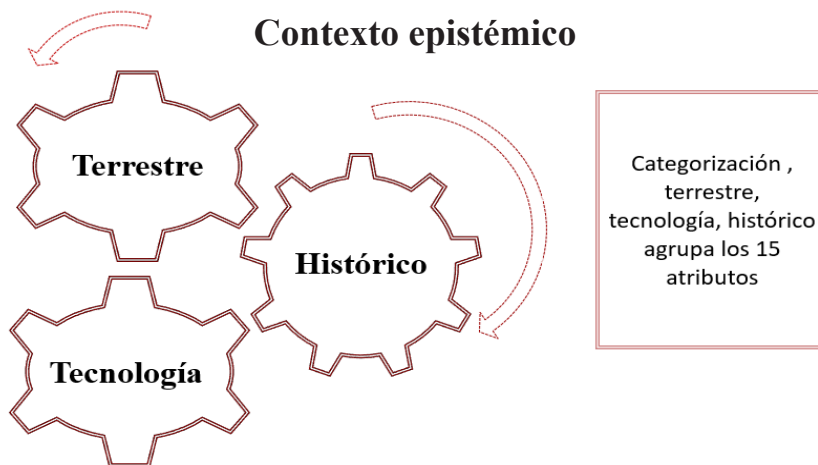 Contexto epistémico
Terrestre
Histórico
Tecnología
Categorización ,
terrestre,
tecnología, histórico
agrupa los 15
atributos